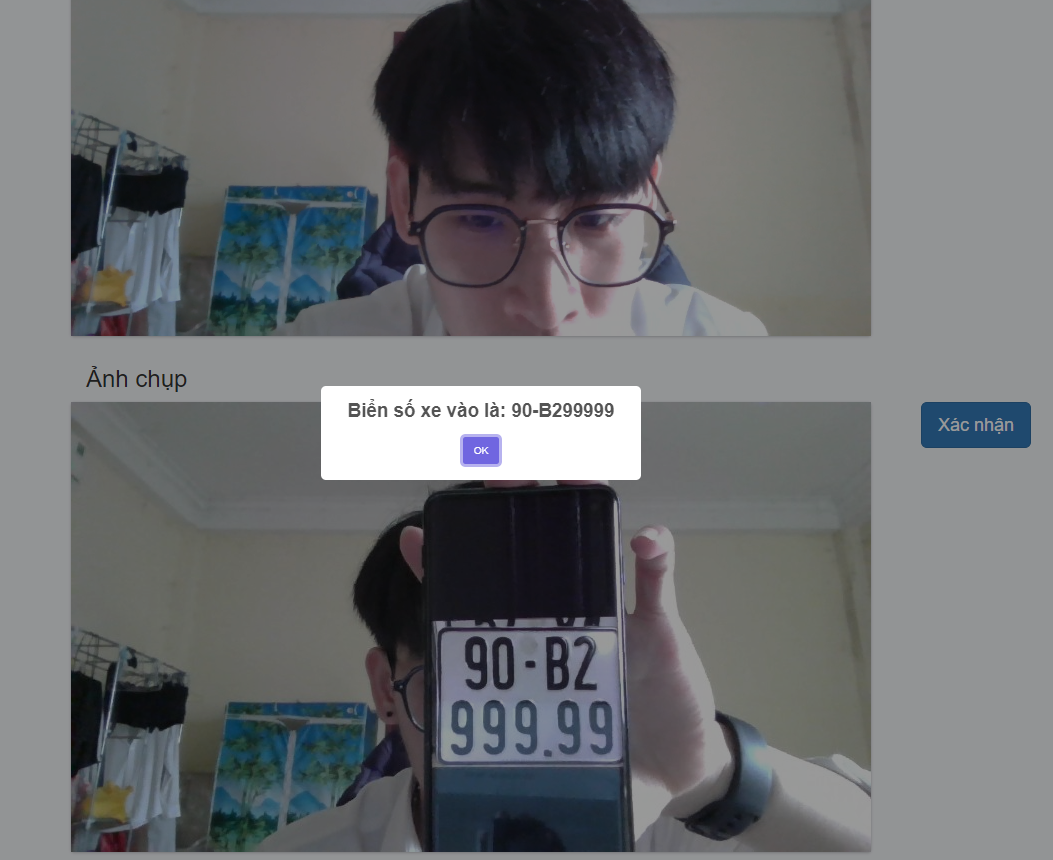 Ảnh chụp
Biển số xe vào là: 90-B299999
OK
Xác nhận
90-B2
999.99